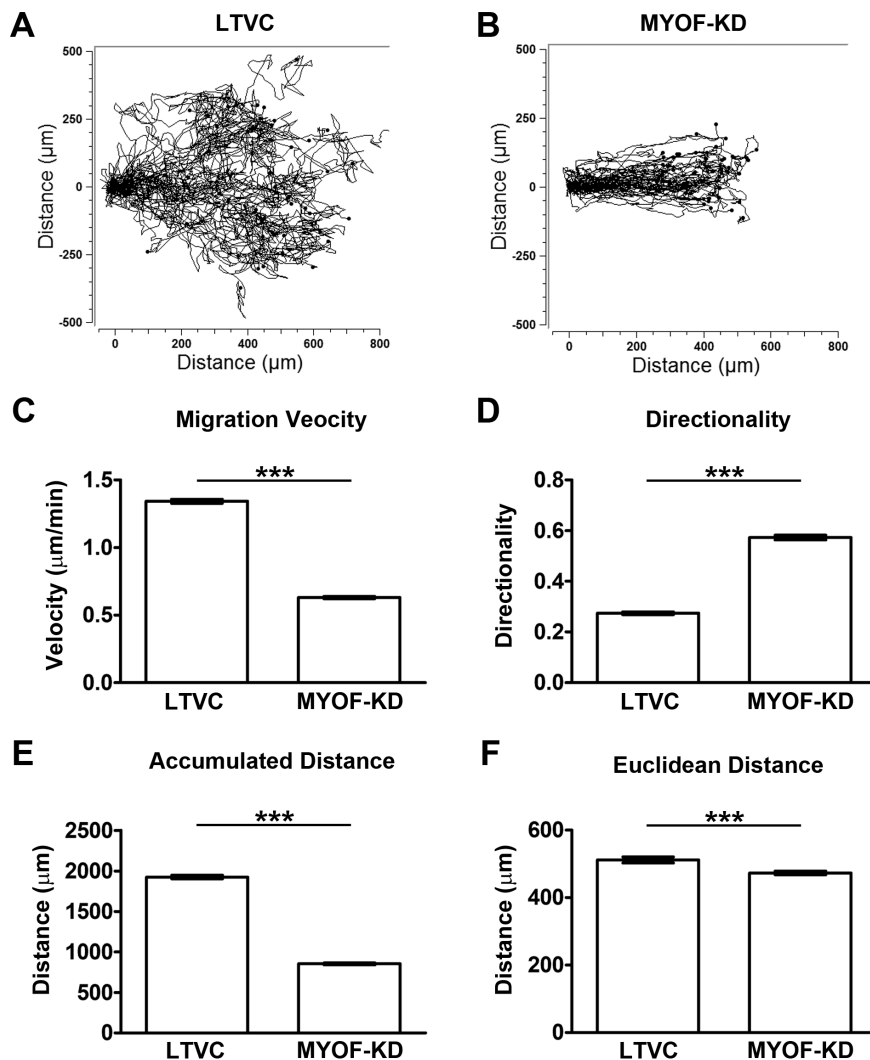 A
LTVC
500
250
0
-250
-500
Distance (µm)
0 200 400 600 800
Distance (µm)
B
MYOF-KD
500
250
0
-250
-500
Distance (µm)
0 200 400 600 800
Distance (µm)
C
Migration Veocity
***
1.5
1.0
0.5
0.0
Velocity (µm/min)
LTVC MYOF-KD
D
Directionality
***
0.8
0.6
0.4
0.2
0.0
Directionality
LTVC MYOF-KD
E
Accumulated Distance
***
2500
2000
1500
1000
500
0
Distance (µm)
LTVC MYOF-KD
F
Euclidean Distance
***
600
400
200
0
Distance (µm)
LTVC MYOF-KD